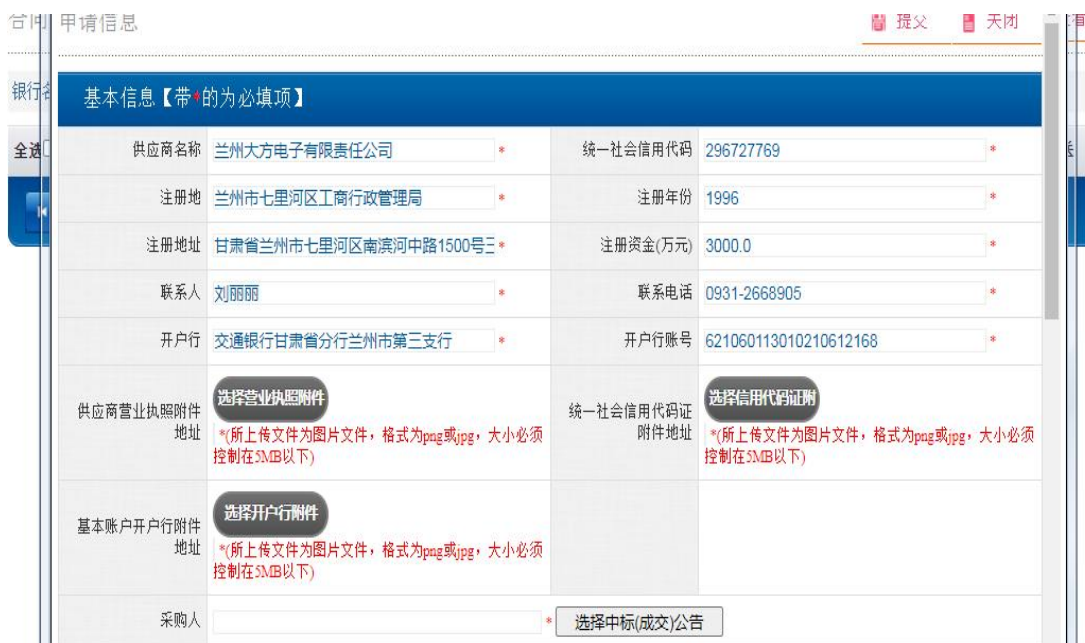 合同
申请信息
提交
关闭
银行名
基本信息【带*的为必填项】
全选
供应商名称 兰州大方电子有限责任公司 * 统一社会信用代码 296727769 *
注册地 兰州市七里河区工商行政管理局 * 注册年份 1996 *
注册地址 甘肃省兰州市七里河区南滨河中路1500号三 * 注册资金(万元) 3000.0 *
联系人 刘丽丽 * 联系电话 0931-2668905 *
开户行 交通银行甘肃省分行兰州市第三支行 * 开户行账号 621060113010210612168 *
供应商营业执照附件
地址
选择营业执照附件
*(所上传文件为图片文件，格式为png或jpg，大小必须
控制在5MB以下)
统一社会信用代码证
附件地址
选择信用代码证附
*(所上传文件为图片文件，格式为png或jpg，大小必须
控制在5MB以下)
基本账户开户行附件
地址
选择开户行附件
*(所上传文件为图片文件，格式为png或jpg，大小必须
控制在5MB以下)
采购人 * 选择中标(成交)公告